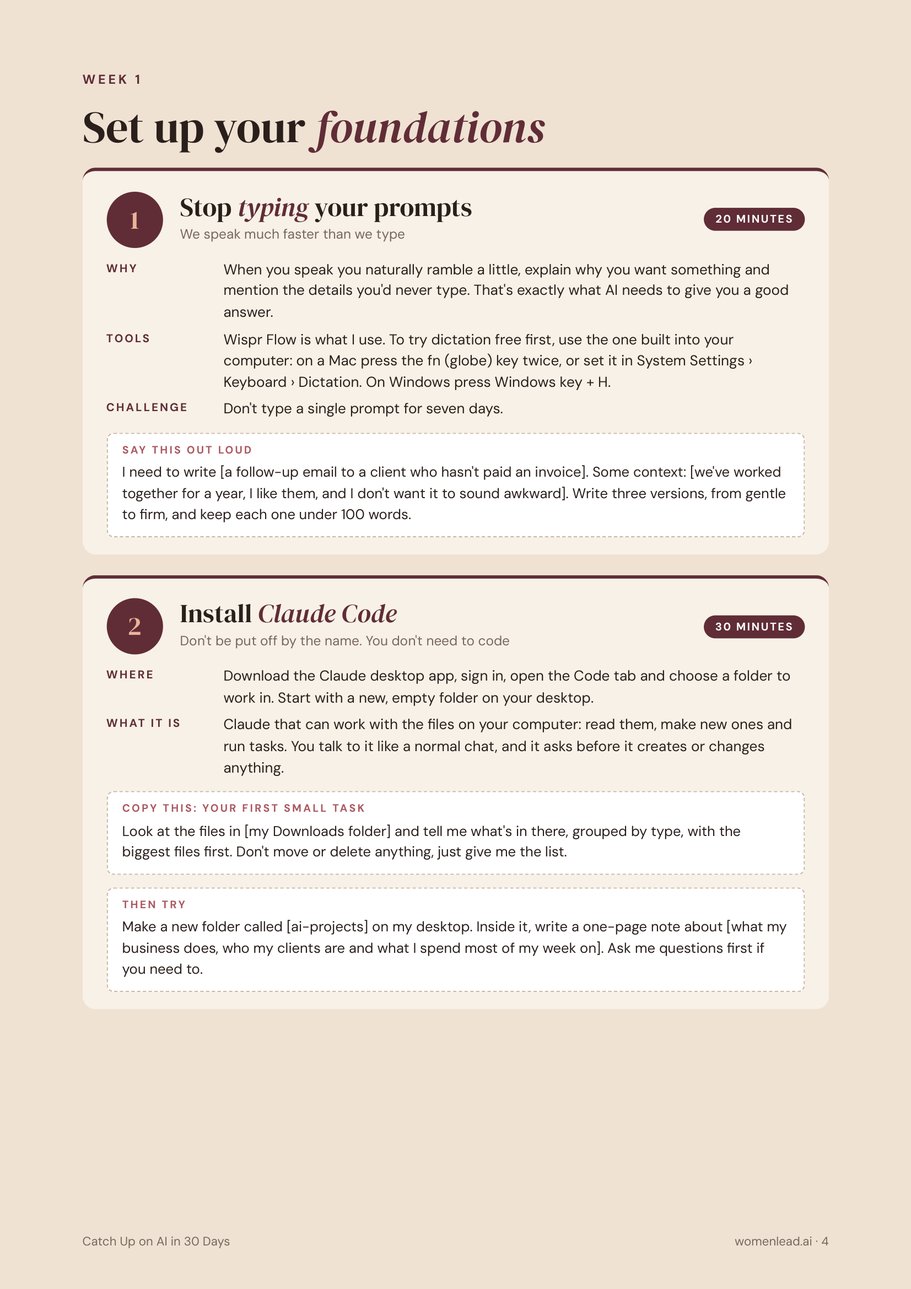 WEEK 1
Set up your foundations
1
Stop typing your prompts
We speak much faster than we type
20 MINUTES
WHY
When you speak you naturally ramble a little, explain why you want something and
mention the details you'd never type. That's exactly what AI needs to give you a good
answer.
TOOLS
Wispr Flow is what I use. To try dictation free first, use the one built into your
computer: on a Mac press the fn (globe) key twice, or set it in System Settings ›
Keyboard › Dictation. On Windows press Windows key + H.
CHALLENGE
Don't type a single prompt for seven days.
SAY THIS OUT LOUD
I need to write [a follow-up email to a client who hasn't paid an invoice]. Some context: [we've worked
together for a year, I like them, and I don't want it to sound awkward]. Write three versions, from gentle
to firm, and keep each one under 100 words.
2
Install Claude Code
Don't be put off by the name. You don't need to code
30 MINUTES
WHERE
Download the Claude desktop app, sign in, open the Code tab and choose a folder to
work in. Start with a new, empty folder on your desktop.
WHAT IT IS
Claude that can work with the files on your computer: read them, make new ones and
run tasks. You talk to it like a normal chat, and it asks before it creates or changes
anything.
COPY THIS: YOUR FIRST SMALL TASK
Look at the files in [my Downloads folder] and tell me what's in there, grouped by type, with the
biggest files first. Don't move or delete anything, just give me the list.
THEN TRY
Make a new folder called [ai-projects] on my desktop. Inside it, write a one-page note about [what my
business does, who my clients are and what I spend most of my week on]. Ask me questions first if
you need to.
Catch Up on AI in 30 Days
womenlead.ai · 4